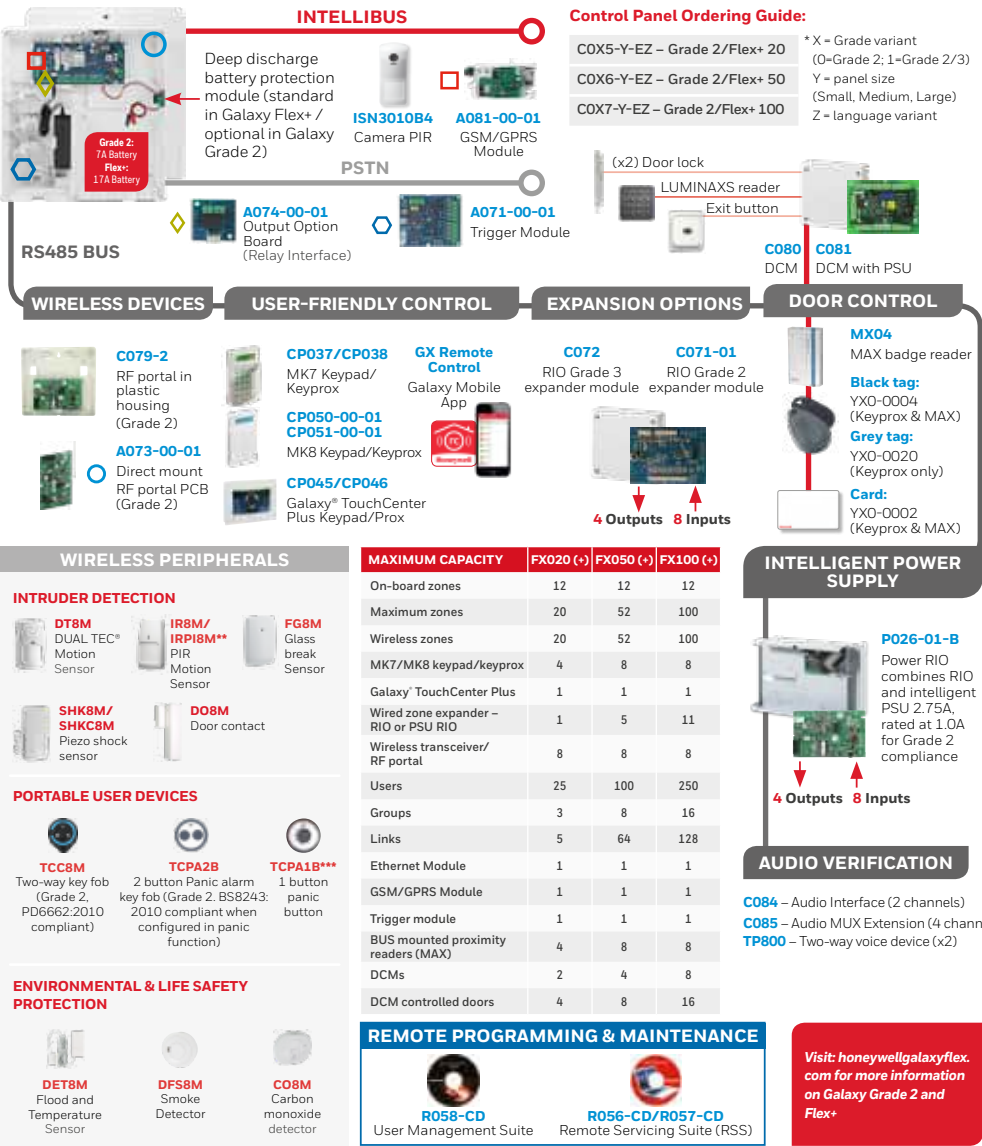 INTELLIBUS
Deep discharge
battery protection
module (standard
in Galaxy Flex+ /
optional in Galaxy
Grade 2)
Grade 2:
7A Battery
Flex+:
17A Battery
ISN3010B4
Camera PIR
A081-00-01
GSM/GPRS
Module
PSTN
A074-00-01
Output Option
Board
(Relay Interface)
A071-00-01
Trigger Module
RS485 BUS
Control Panel Ordering Guide:
C0X5-Y-EZ – Grade 2/Flex+ 20
C0X6-Y-EZ – Grade 2/Flex+ 50
C0X7-Y-EZ – Grade 2/Flex+ 100
* X = Grade variant
(0=Grade 2; 1=Grade 2/3)
Y = panel size
(Small, Medium, Large)
Z = language variant
(x2) Door lock
LUMINAXS reader
Exit button
C080
DCM
C081
DCM with PSU
WIRELESS DEVICES
C079-2
RF portal in
plastic
housing
(Grade 2)
A073-00-01
Direct mount
RF portal PCB
(Grade 2)
USER-FRIENDLY CONTROL
CP037/CP038
MK7 Keypad/
Keyprox
CP050-00-01
CP051-00-01
MK8 Keypad/Keyprox
CP045/CP046
Galaxy® TouchCenter
Plus Keypad/Prox
GX Remote
Control
Galaxy Mobile
App
rc
Honeywell
EXPANSION OPTIONS
C072
RIO Grade 3
expander module
C071-01
RIO Grade 2
expander module
4 Outputs 8 Inputs
DOOR CONTROL
MX04
MAX badge reader
Black tag:
YX0-0004
(Keyprox & MAX)
Grey tag:
YX0-0020
(Keyprox only)
Card:
YX0-0002
(Keyprox & MAX)
WIRELESS PERIPHERALS
INTRUDER DETECTION
DT8M
DUAL TEC®
Motion
Sensor
IR8M/
IRPI8M**
PIR
Motion
Sensor
FG8M
Glass
break
Sensor
SHK8M/
SHKC8M
Piezo shock
sensor
DO8M
Door contact
PORTABLE USER DEVICES
TCC8M
Two-way key fob
(Grade 2,
PD6662:2010
compliant)
TCPA2B
2 button Panic alarm
key fob (Grade 2. BS8243:
2010 compliant when
configured in panic
function)
TCPA1B***
1 button
panic
button
ENVIRONMENTAL & LIFE SAFETY
PROTECTION
DET8M
Flood and
Temperature
Sensor
DFS8M
Smoke
Detector
CO8M
Carbon
monoxide
detector
MAXIMUM CAPACITY FX020 (+) FX050 (+) FX100 (+)
On-board zones 12 12 12
Maximum zones 20 52 100
Wireless zones 20 52 100
MK7/MK8 keypad/keyprox 4 8 8
Galaxy® TouchCenter Plus 1 1 1
Wired zone expander –
RIO or PSU RIO 1 5 11
Wireless transceiver/
RF portal 8 8 8
Users 25 100 250
Groups 3 8 16
Links 5 64 128
Ethernet Module 1 1 1
GSM/GPRS Module 1 1 1
Trigger module 1 1 1
BUS mounted proximity
readers (MAX) 4 8 8
DCMs 2 4 8
DCM controlled doors 4 8 16
REMOTE PROGRAMMING & MAINTENANCE
R058-CD
User Management Suite
R056-CD/R057-CD
Remote Servicing Suite (RSS)
INTELLIGENT POWER
SUPPLY
P026-01-B
Power RIO
combines RIO
and intelligent
PSU 2.75A,
rated at 1.0A
for Grade 2
compliance
4 Outputs 8 Inputs
AUDIO VERIFICATION
C084 – Audio Interface (2 channels)
C085 – Audio MUX Extension (4 chann
TP800 – Two-way voice device (x2)
Visit: honeywellgalaxyflex.
com for more information
on Galaxy Grade 2 and
Flex+